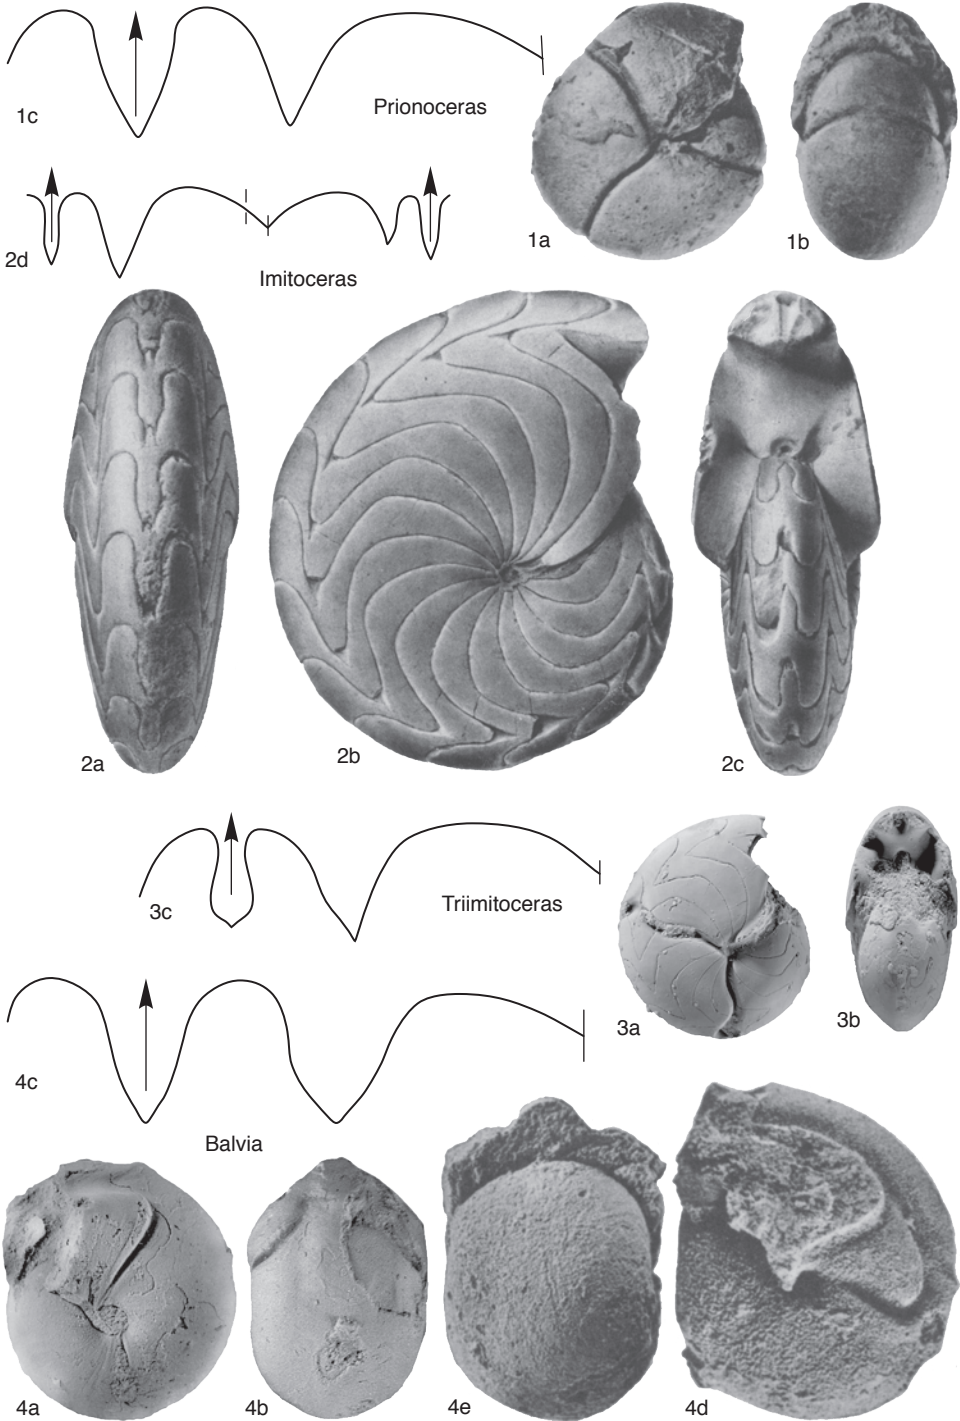 1c
Prionoceras
1a
1b
2d
Imitoceras
2a
2b
2c
3c
Triimitoceras
3a
3b
4c
Balvia
4a
4b
4e
4d